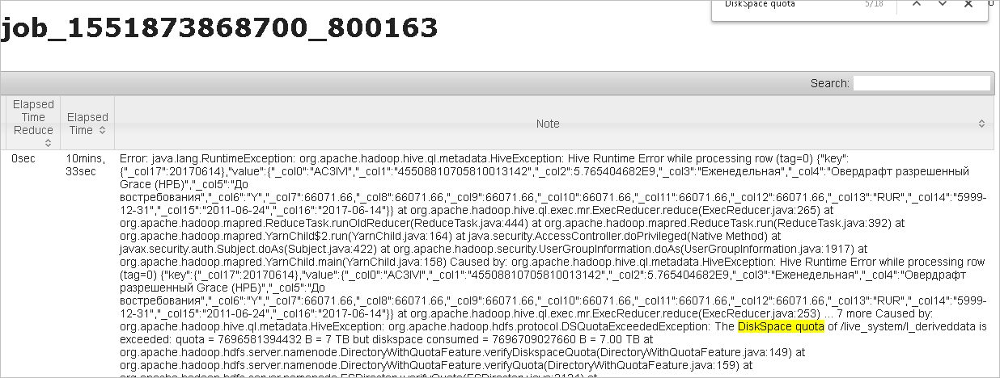 DiskSpace quota 5/18
job_1551873868700_800163
Search:
Elapsed
Time
Reduce
Elapsed
Time
Note
0sec
10mins,
33sec
Error: java.lang.RuntimeException: org.apache.hadoop.hive.ql.metadata.HiveException: Hive Runtime Error while processing row (tag=0) {"key":
{"_col17":20170614},"value":{"_col0":"AC3IVI","_col1":"45508810705810013142","_col2":5.765404682E9,"_col3":"Еженедельная","_col4":"Овердрафт разрешенный
Grace (НРБ)","_col5":"До
востребования","_col6":"Y","_col7":66071.66,"_col8":66071.66,"_col9":66071.66,"_col10":66071.66,"_col11":66071.66,"_col12":66071.66,"_col13":"RUR","_col14":"5999-
12-31","_col15":"2011-06-24","_col16":"2017-06-14"}} at org.apache.hadoop.hive.ql.exec.mr.ExecReducer.reduce(ExecReducer.java:265) at
org.apache.hadoop.mapred.ReduceTask.runOldReducer(ReduceTask.java:444) at org.apache.hadoop.mapred.ReduceTask.run(ReduceTask.java:392) at
org.apache.hadoop.mapred.YarnChild$2.run(YarnChild.java:164) at java.security.AccessController.doPrivileged(Native Method) at
javax.security.auth.Subject.doAs(Subject.java:422) at org.apache.hadoop.security.UserGroupInformation.doAs(UserGroupInformation.java:1917) at
org.apache.hadoop.mapred.YarnChild.main(YarnChild.java:158) Caused by: org.apache.hadoop.hive.ql.metadata.HiveException: Hive Runtime Error while processing row
(tag=0) {"key":{"_col17":20170614},"value":{"_col0":"AC3IVI","_col1":"45508810705810013142","_col2":5.765404682E9,"_col3":"Еженедельная","_col4":"Овердрафт
разрешенный Grace (НРБ)","_col5":"До
востребования","_col6":"Y","_col7":66071.66,"_col8":66071.66,"_col9":66071.66,"_col10":66071.66,"_col11":66071.66,"_col12":66071.66,"_col13":"RUR","_col14":"5999-
12-31","_col15":"2011-06-24","_col16":"2017-06-14"}} at org.apache.hadoop.hive.ql.exec.mr.ExecReducer.reduce(ExecReducer.java:253) ... 7 more Caused by:
org.apache.hadoop.hive.ql.metadata.HiveException: org.apache.hadoop.hdfs.protocol.DSQuotaExceededException: The DiskSpace quota of /live_system/l_deriveddata is
exceeded: quota = 7696581394432 B = 7 TB but diskspace consumed = 7696709027660 B = 7.00 TB at
org.apache.hadoop.hdfs.server.namenode.DirectoryWithQuotaFeature.verifyDiskspaceQuota(DirectoryWithQuotaFeature.java:149) at
org.apache.hadoop.hdfs.server.namenode.DirectoryWithQuotaFeature.verifyQuota(DirectoryWithQuotaFeature.java:159) at